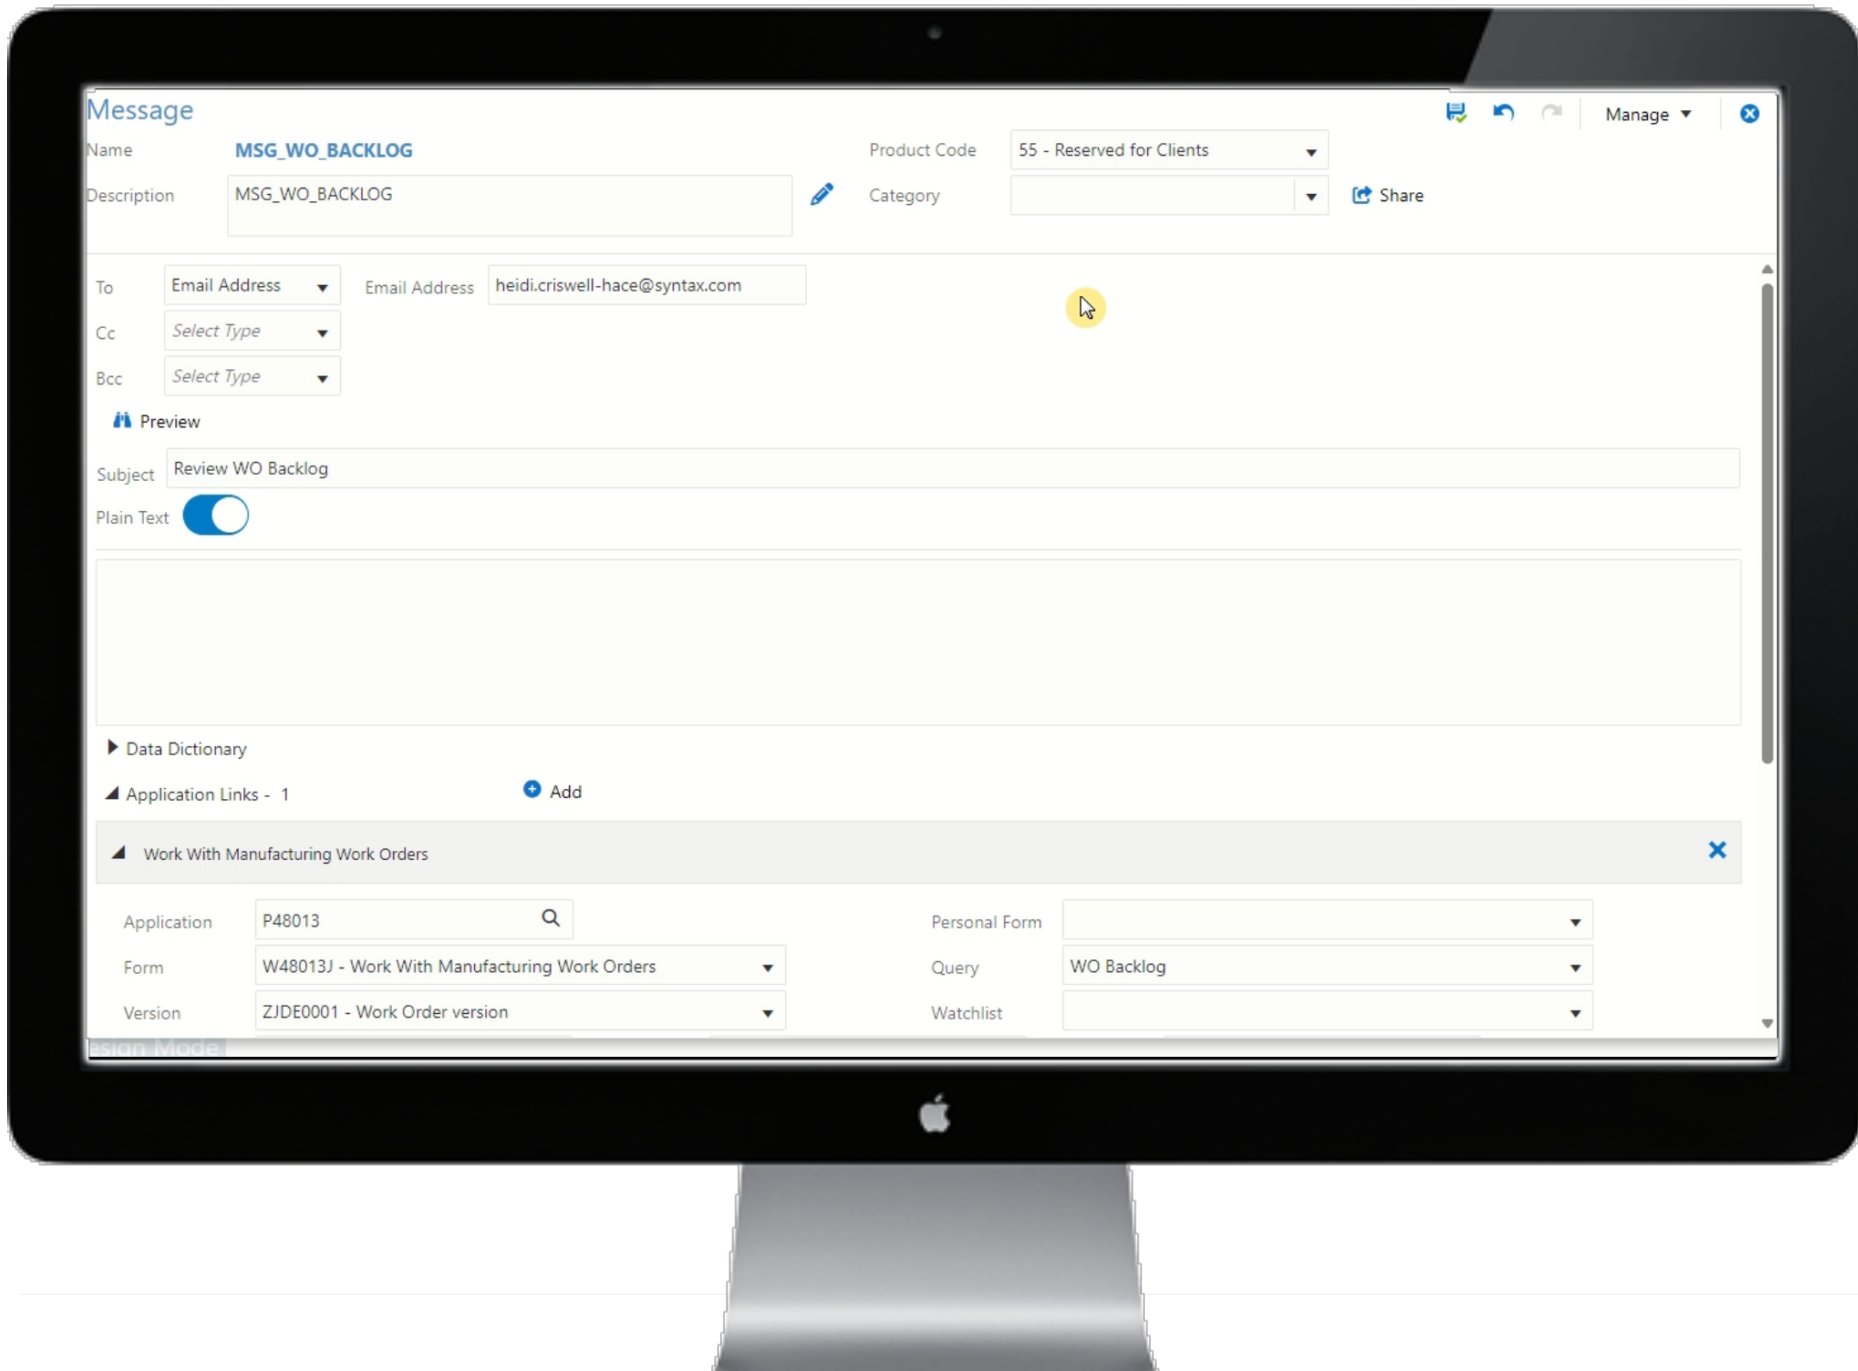 Message
Manage
Name MSG_WO_BACKLOG Product Code 55 - Reserved for Clients
Description MSG_WO_BACKLOG Category Share
To Email Address Email Address heidi.criswell-hace@syntax.com
Cc Select Type
Bcc Select Type
Preview
Subject Review WO Backlog
Plain Text
Data Dictionary
Application Links - 1 Add
Work With Manufacturing Work Orders
Application P48013 Personal Form
Form W48013J - Work With Manufacturing Work Orders Query WO Backlog
Version ZJDE0001 - Work Order version Watchlist
esign Mode